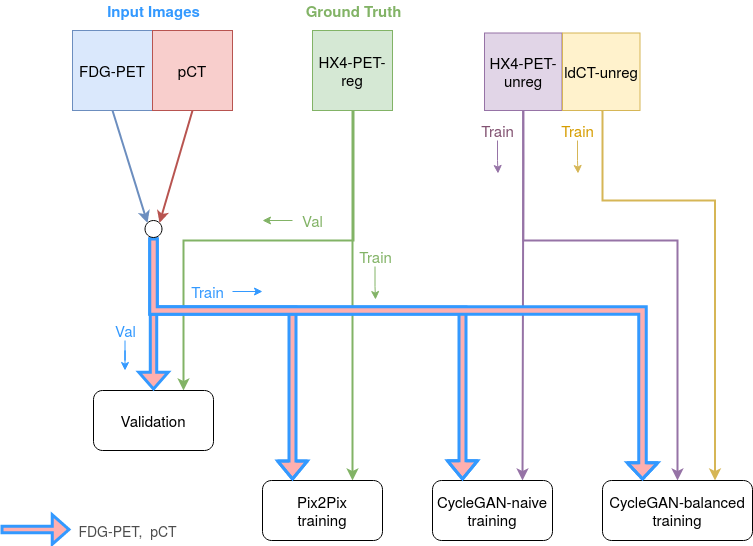 Input Images
Ground Truth
FDG-PET
pCT
HX4-PET-
reg
HX4-PET-
unreg
ldCT-unreg
Train
Train
Val
Train
Train
Val
Validation
Pix2Pix
training
CycleGAN-naive
training
CycleGAN-balanced
training
FDG-PET, pCT